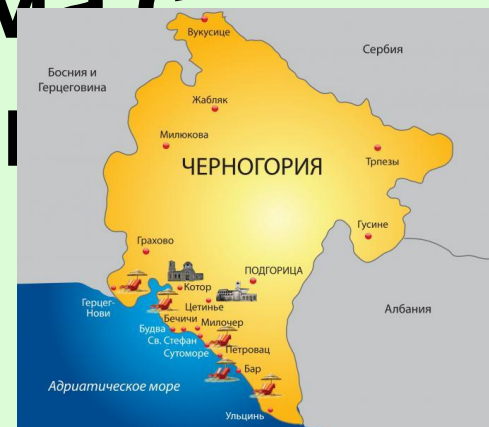 Вукусице
Сербия
Босния и
Герцеговина
Жабляк
Милюкова
ЧЕРНОГОРИЯ
Трпезы
Гусине
Грахово
ПОДГОРИЦА
Котор
Герцег-
Нови
Цетинье
Албания
Бечичи
Милочер
Будва
Св. Стефан
Сутоморе
Петровац
Бар
Адриатическое море
Ульцинь